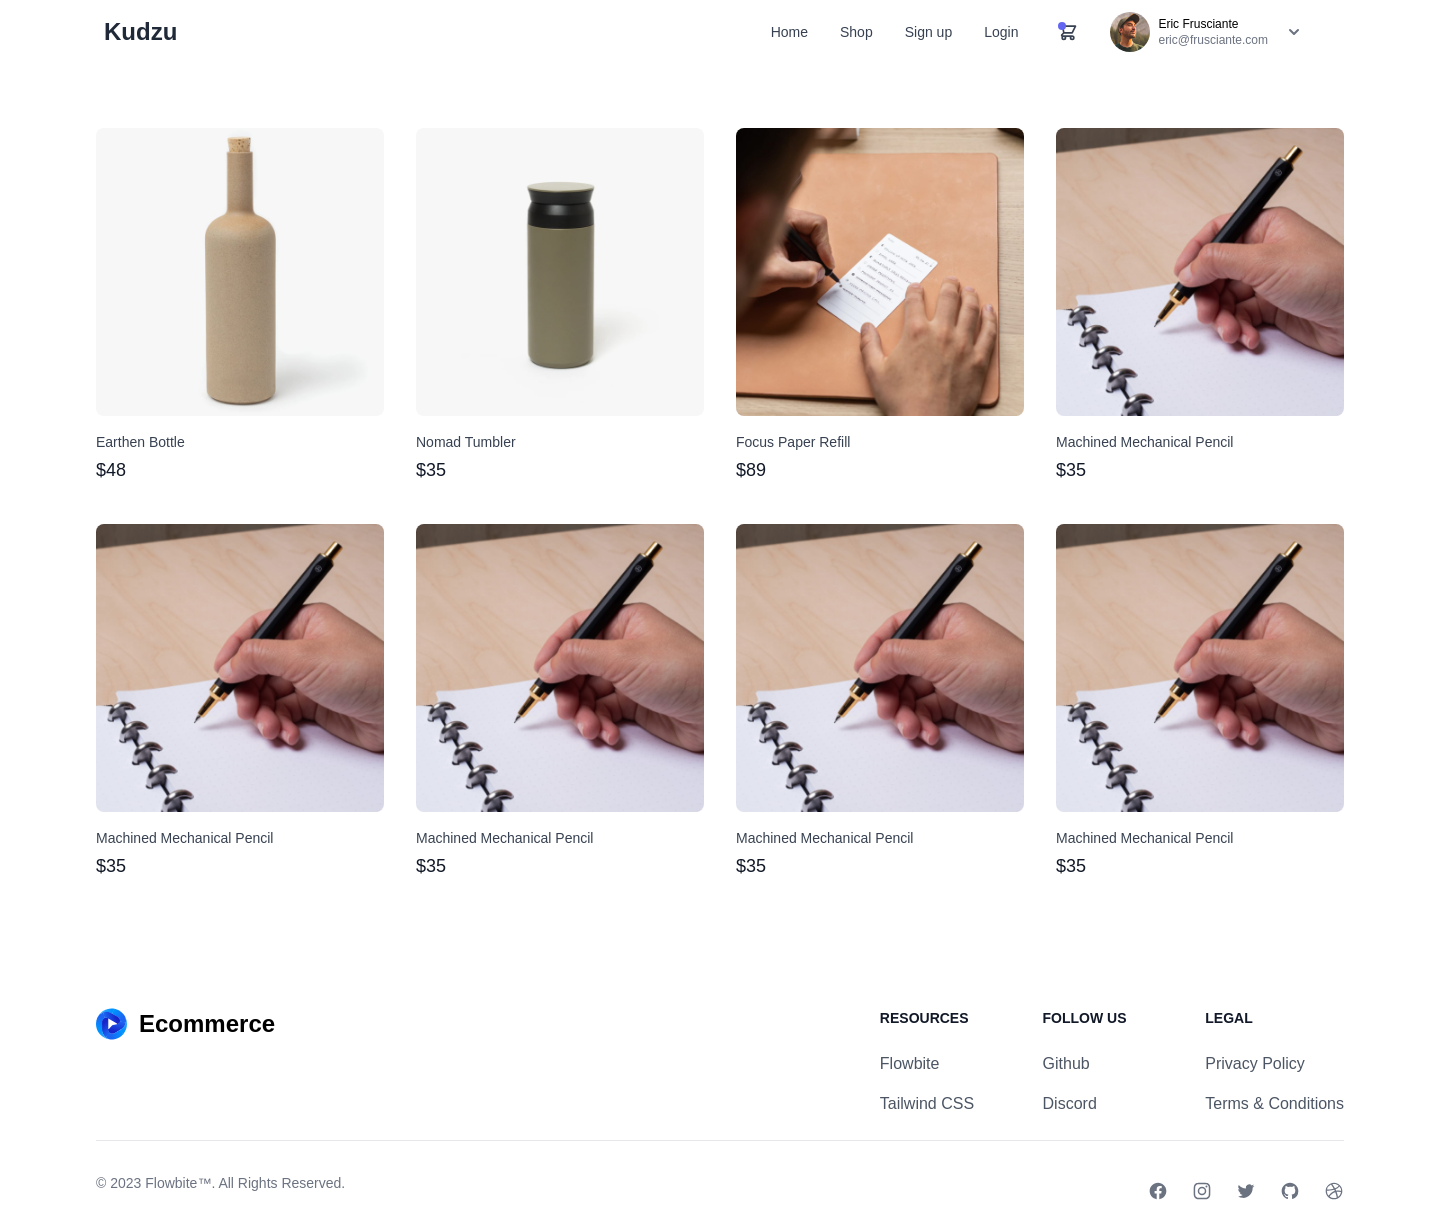 Kudzu
Home
Shop
Sign up
Login
Eric Frusciante
eric@frusciante.com
Earthen Bottle
$48
Nomad Tumbler
$35
Focus Paper Refill
$89
Machined Mechanical Pencil
$35
Machined Mechanical Pencil
$35
Machined Mechanical Pencil
$35
Machined Mechanical Pencil
$35
Machined Mechanical Pencil
$35
Ecommerce
RESOURCES
Flowbite
Tailwind CSS
FOLLOW US
Github
Discord
LEGAL
Privacy Policy
Terms & Conditions
© 2023 Flowbite™. All Rights Reserved.